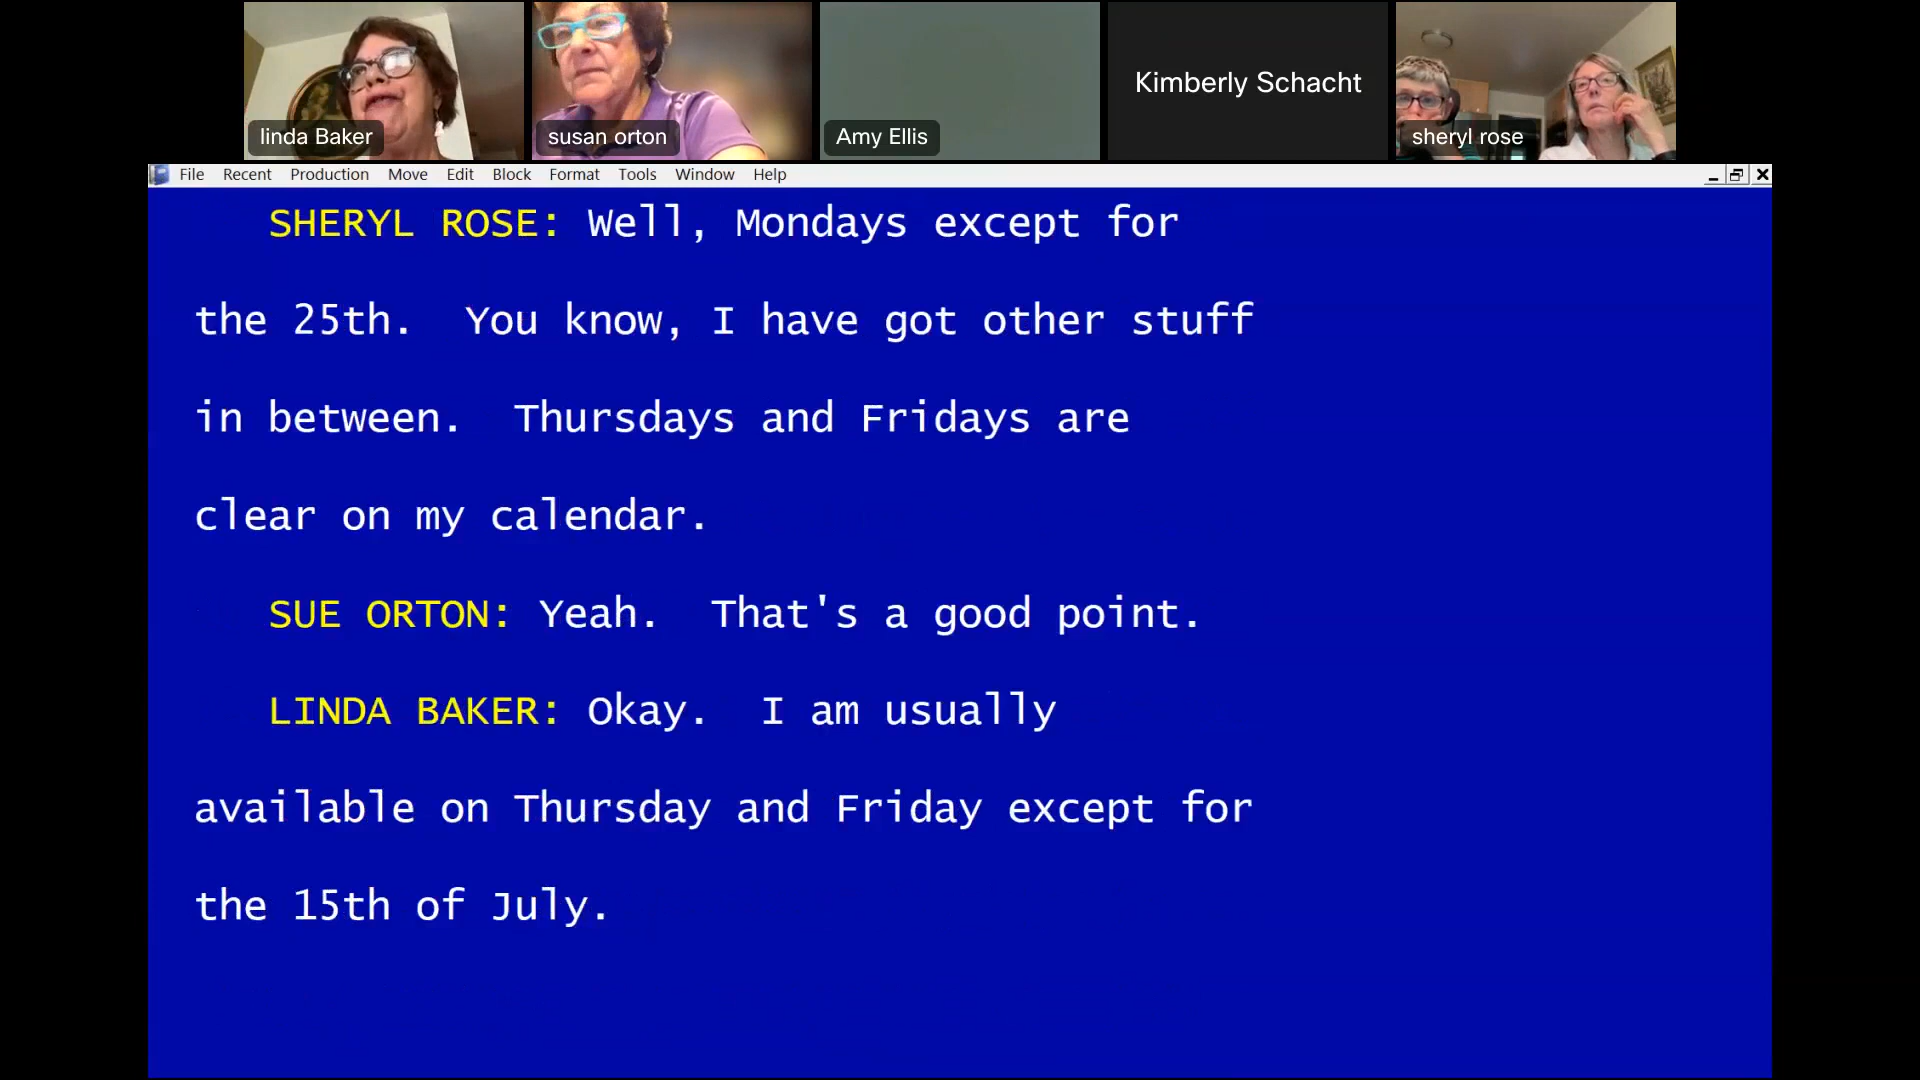 linda Baker
susan orton
Amy Ellis
Kimberly Schacht
sheryl rose
File Recent Production Move Edit Block Format Tools Window Help
SHERYL ROSE: Well, Mondays except for
the 25th. You know, I have got other stuff
in between. Thursdays and Fridays are
clear on my calendar.
SUE ORTON: Yeah. That's a good point.
LINDA BAKER: Okay. I am usually
available on Thursday and Friday except for
the 15th of July.